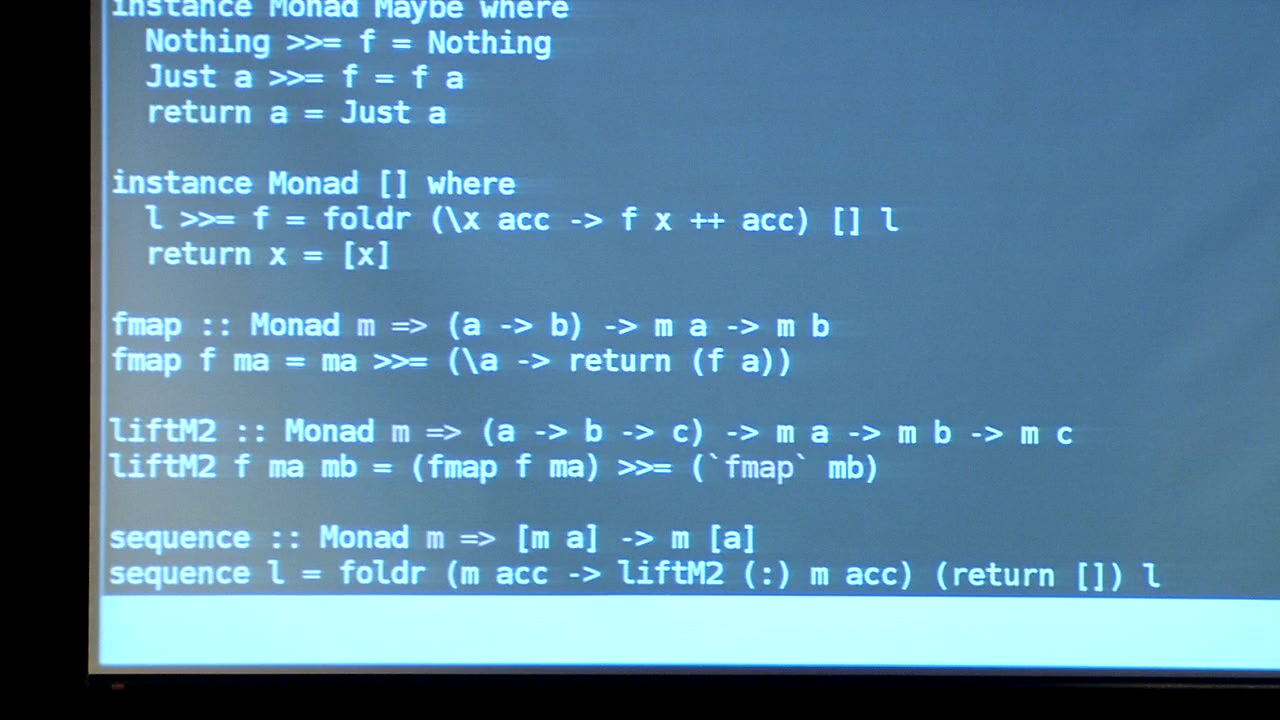 instance Monad Maybe where
  Nothing >>= f = Nothing
  Just a >>= f = f a
  return a = Just a

instance Monad [] where
  l >>= f = foldr (\x acc -> f x ++ acc) [] l
  return x = [x]

fmap :: Monad m => (a -> b) -> m a -> m b
fmap f ma = ma >>= (\a -> return (f a))

liftM2 :: Monad m => (a -> b -> c) -> m a -> m b -> m c
liftM2 f ma mb = (fmap f ma) >>= (`fmap` mb)

sequence :: Monad m => [m a] -> m [a]
sequence l = foldr (m acc -> liftM2 (:) m acc) (return []) l